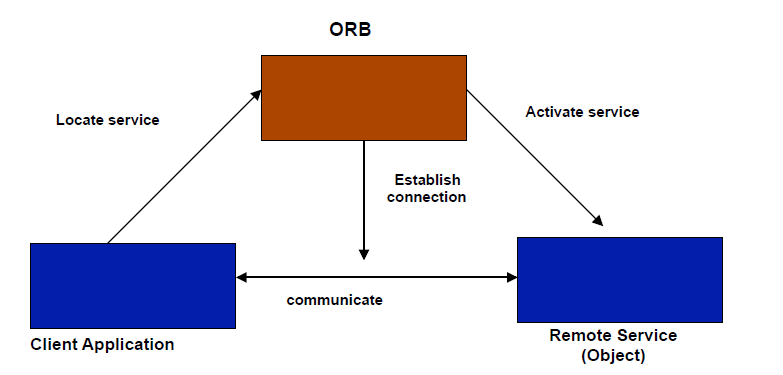 ORB
Locate service
Activate service
Establish
connection
communicate
Client Application
Remote Service
(Object)